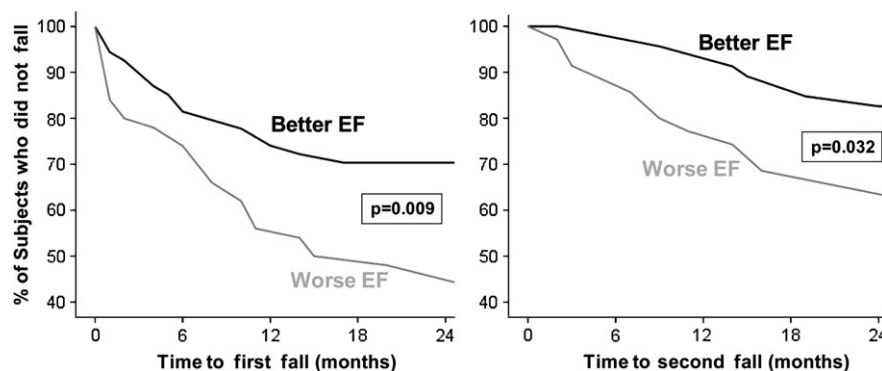 % of Subjects who did not fall
100
90
80
70
60
50
40
Better EF
p=0.009
Worse EF
0 6 12 18 24
Time to first fall (months)
100
90
80
70
60
50
40
Better EF
p=0.032
Worse EF
0 6 12 18 24
Time to second fall (months)